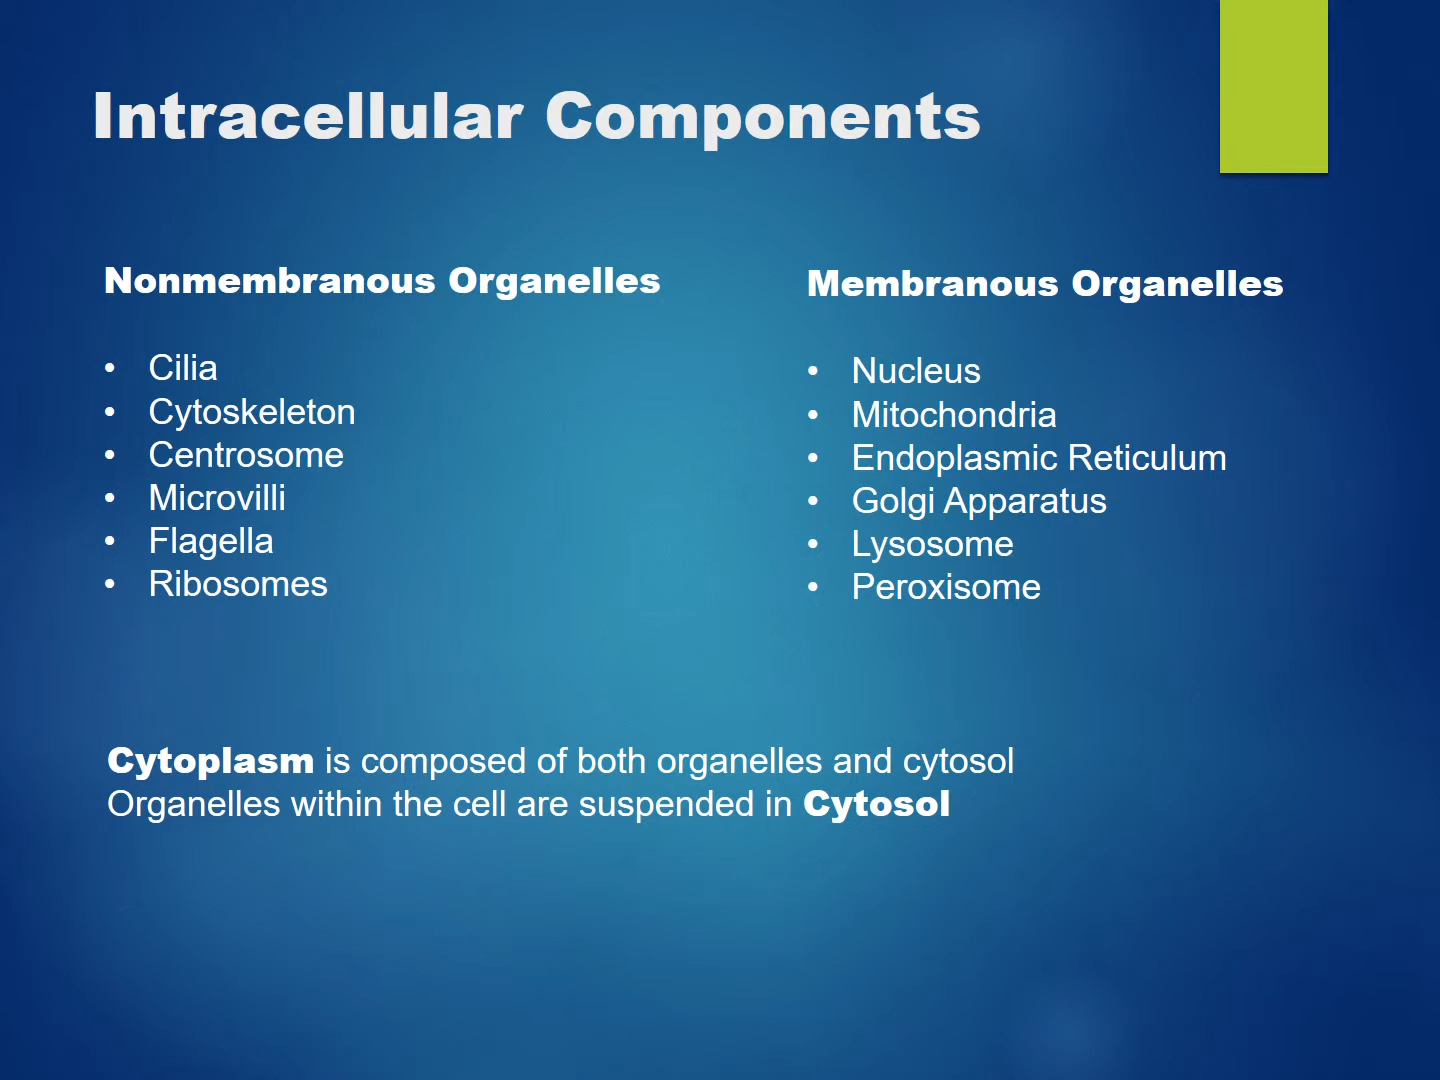 Intracellular Components
Nonmembranous Organelles
• Cilia
• Cytoskeleton
• Centrosome
• Microvilli
• Flagella
• Ribosomes
Membranous Organelles
• Nucleus
• Mitochondria
• Endoplasmic Reticulum
• Golgi Apparatus
• Lysosome
• Peroxisome
Cytoplasm is composed of both organelles and cytosol
Organelles within the cell are suspended in Cytosol